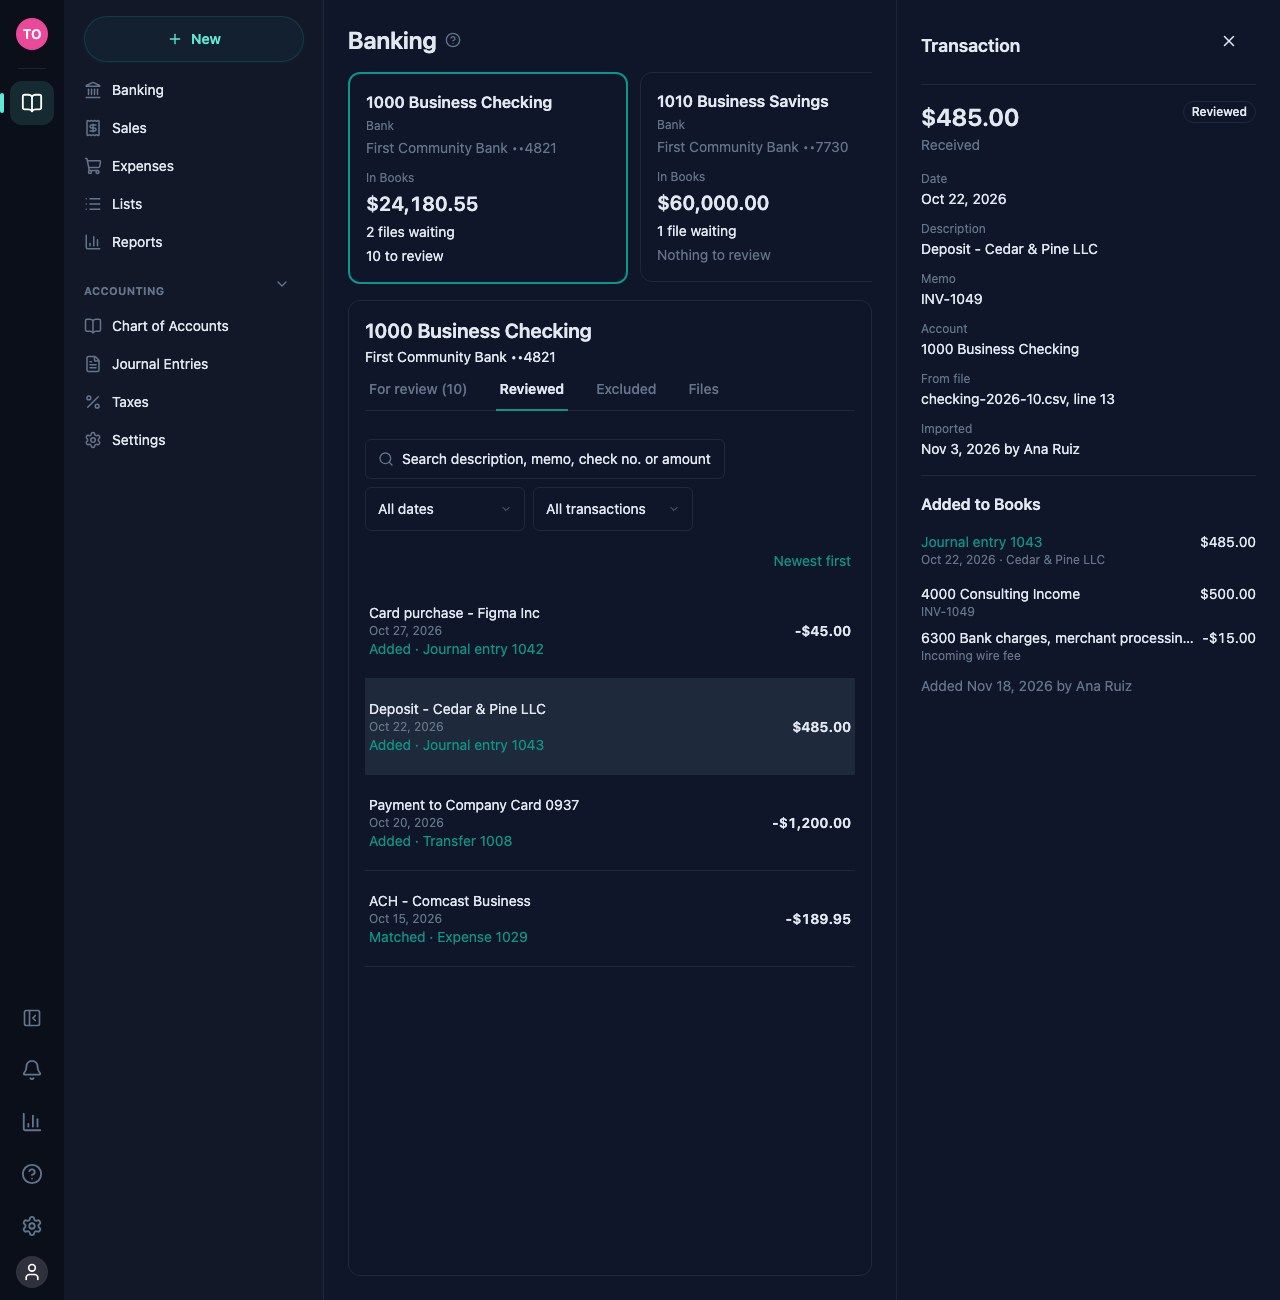 TO
New
Banking
Sales
Expenses
Lists
Reports
ACCOUNTING
Chart of Accounts
Journal Entries
Taxes
Settings
Banking
1000 Business Checking
Bank
First Community Bank ••4821
In Books
$24,180.55
2 files waiting
10 to review
1010 Business Savings
Bank
First Community Bank ••7730
In Books
$60,000.00
1 file waiting
Nothing to review
1000 Business Checking
First Community Bank ••4821
For review (10) Reviewed Excluded Files
Search description, memo, check no. or amount
All dates All transactions
Newest first
Card purchase - Figma Inc
Oct 27, 2026
-$45.00
Added · Journal entry 1042
Deposit - Cedar & Pine LLC
Oct 22, 2026
$485.00
Added · Journal entry 1043
Payment to Company Card 0937
Oct 20, 2026
-$1,200.00
Added · Transfer 1008
ACH - Comcast Business
Oct 15, 2026
-$189.95
Matched · Expense 1029
Transaction
$485.00
Reviewed
Received
Date
Oct 22, 2026
Description
Deposit - Cedar & Pine LLC
Memo
INV-1049
Account
1000 Business Checking
From file
checking-2026-10.csv, line 13
Imported
Nov 3, 2026 by Ana Ruiz
Added to Books
Journal entry 1043 $485.00
Oct 22, 2026 · Cedar & Pine LLC
4000 Consulting Income $500.00
INV-1049
6300 Bank charges, merchant processin... -$15.00
Incoming wire fee
Added Nov 18, 2026 by Ana Ruiz